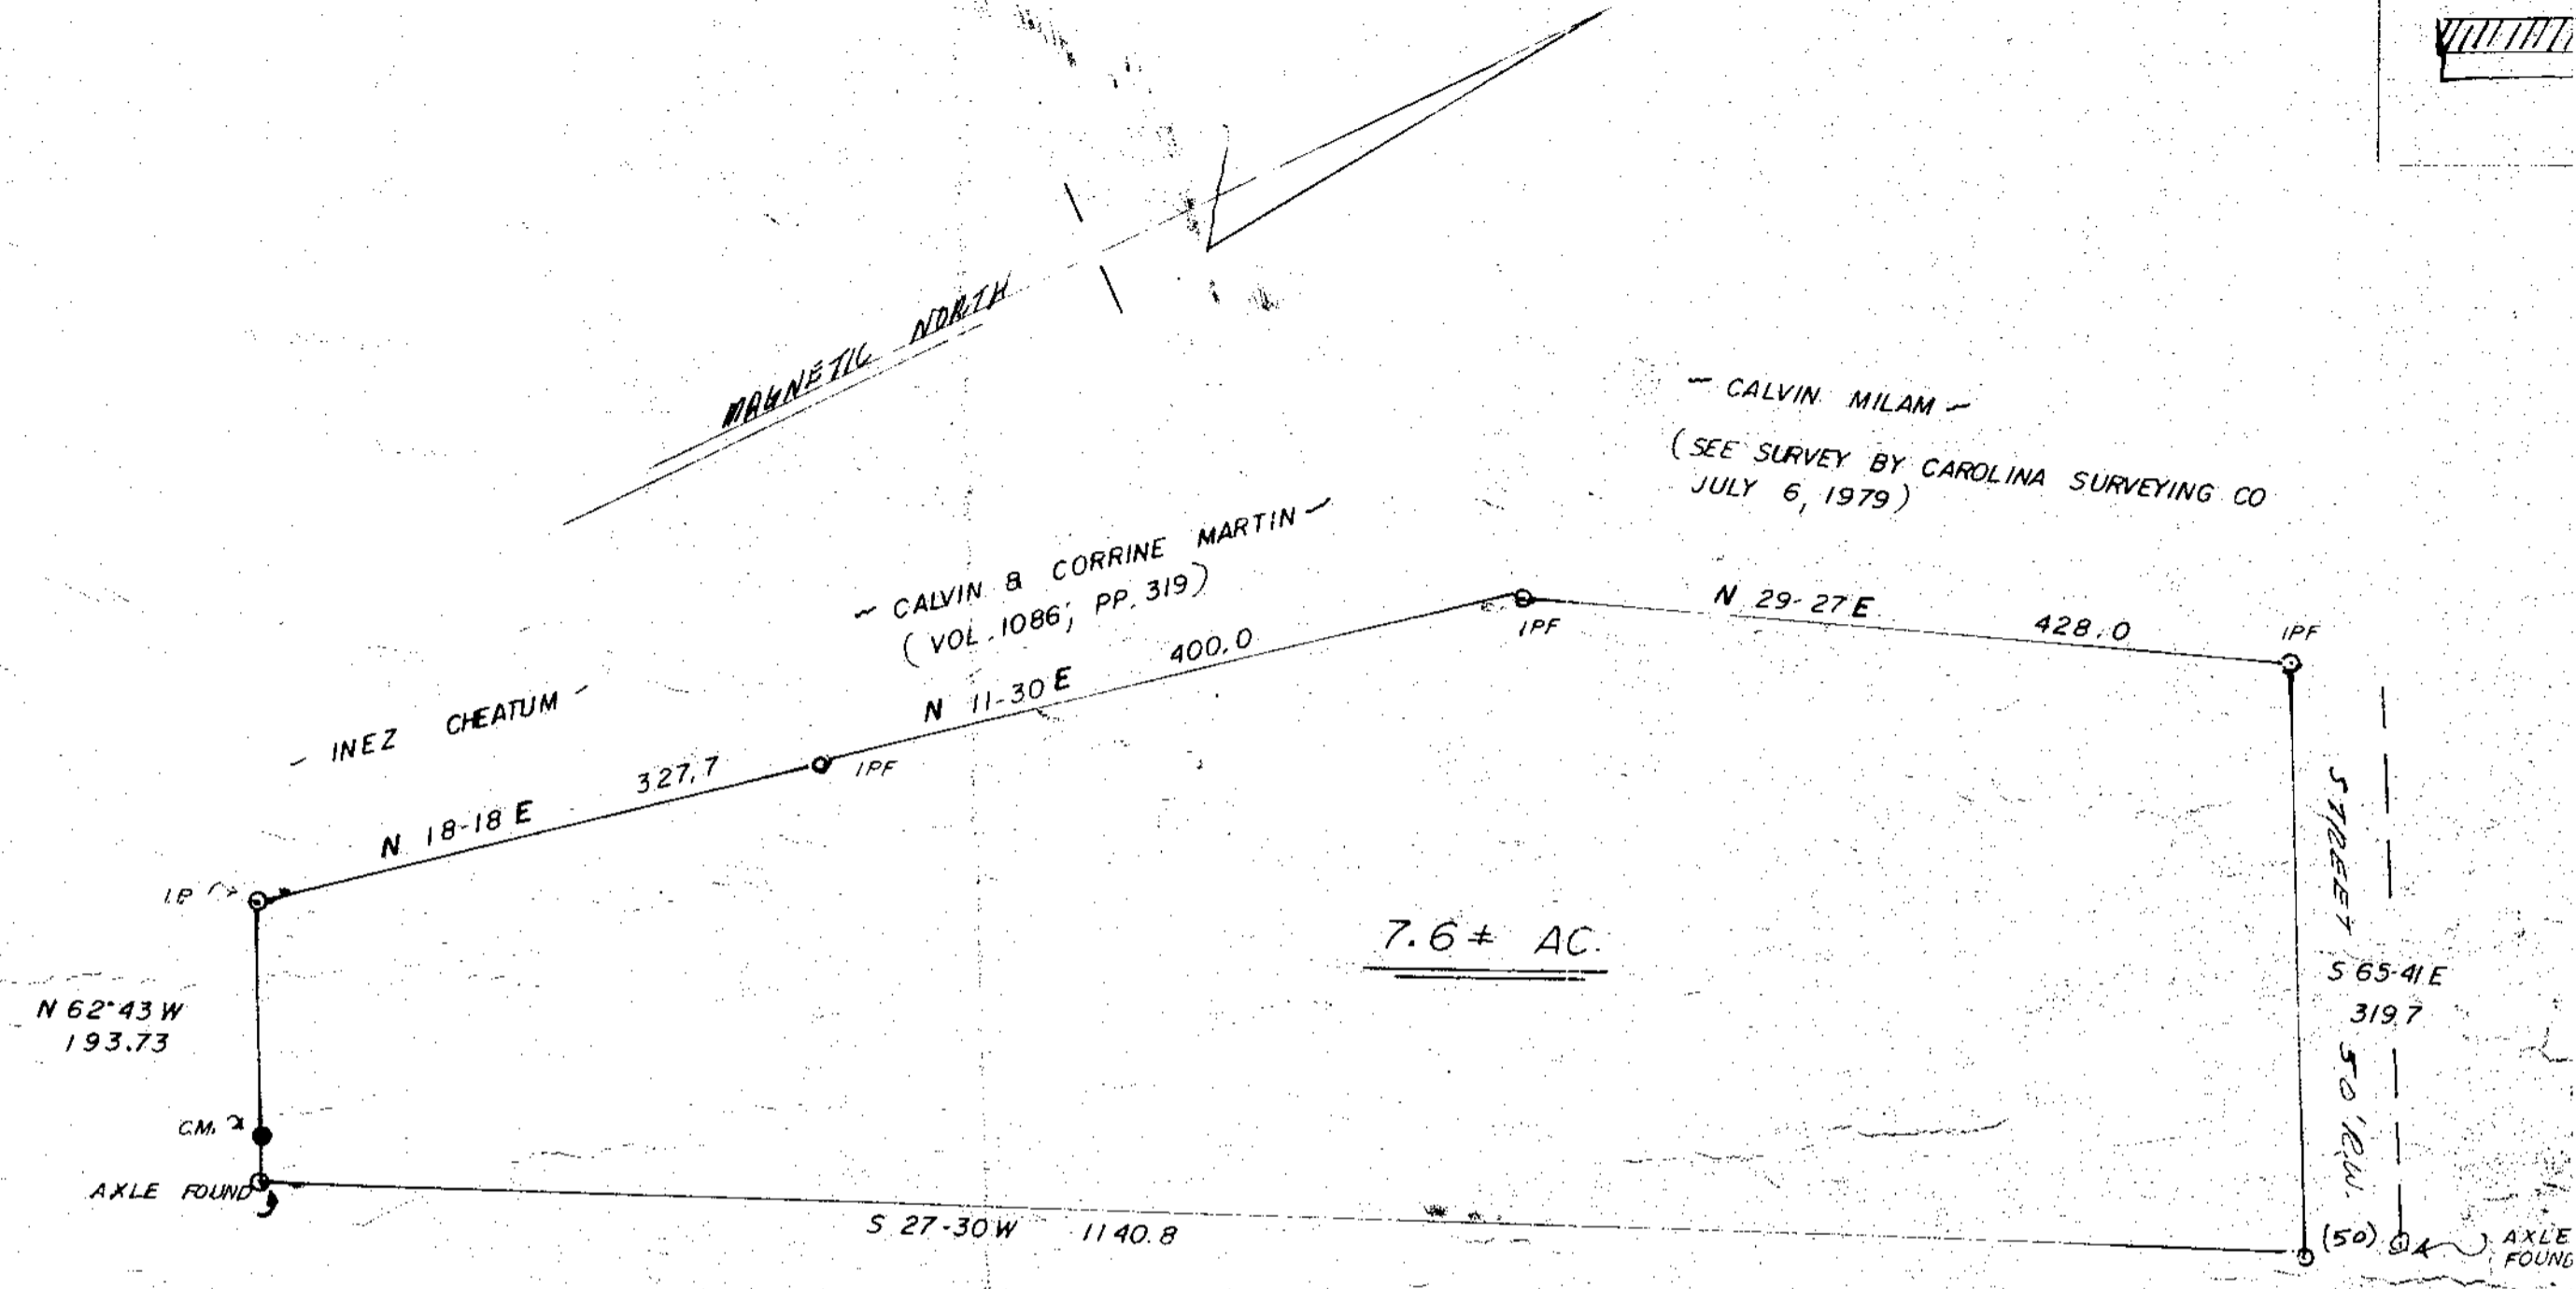 MAGNETIC NORTH
- CALVIN MILAM -
(SEE SURVEY BY CAROLINA SURVEYING CO
JULY 6, 1979)
- CALVIN & CORRINE MARTIN -
(VOL. 1086; PP. 319)
N 11-30 E 400.0
IPF
N 29-27 E 428.0
IPF
- INEZ CHEATUM -
N 18-18 E 327.7
IPF
I.P
7.6 ± AC.
N 62°43 W
193.73
C.M.
AXLE FOUND
S 27-30 W 1140.8
STREET 50' R/W.
S 65-41 E
319.7
(50)
AXLE
FOUND